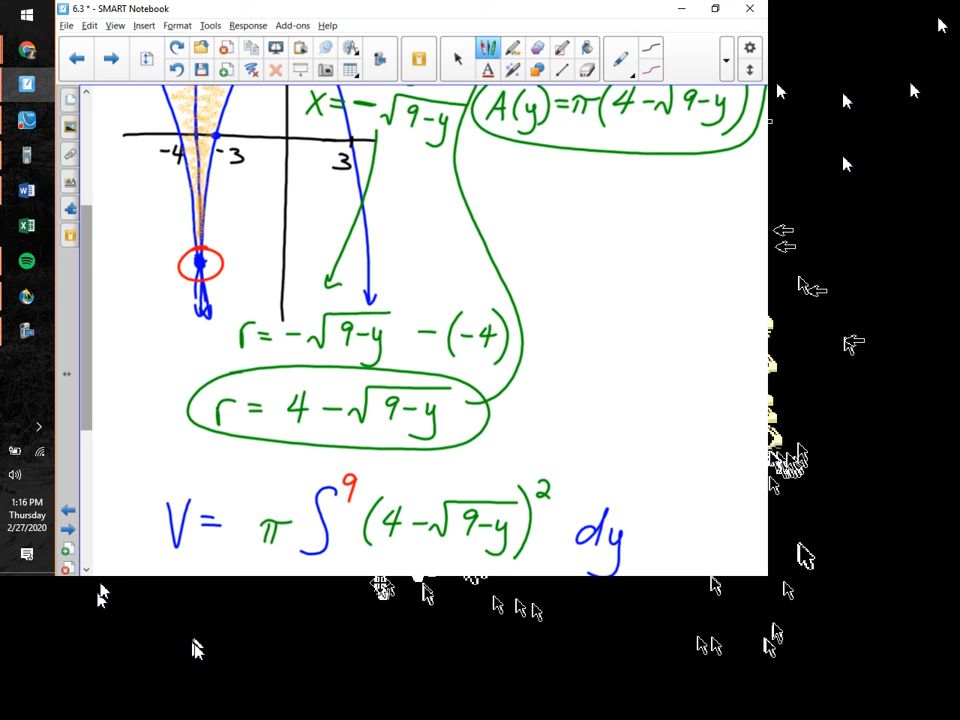 6.3 * - SMART Notebook
File Edit View Insert Format Tools Response Add-ons Help
x = -√9-y
A(y) = π(4-√9-y)
-4 -3 3
r = -√9-y - (-4)
r = 4 - √9-y
V = π ∫⁹ (4-√9-y)² dy
1:16 PM
Thursday
2/27/2020